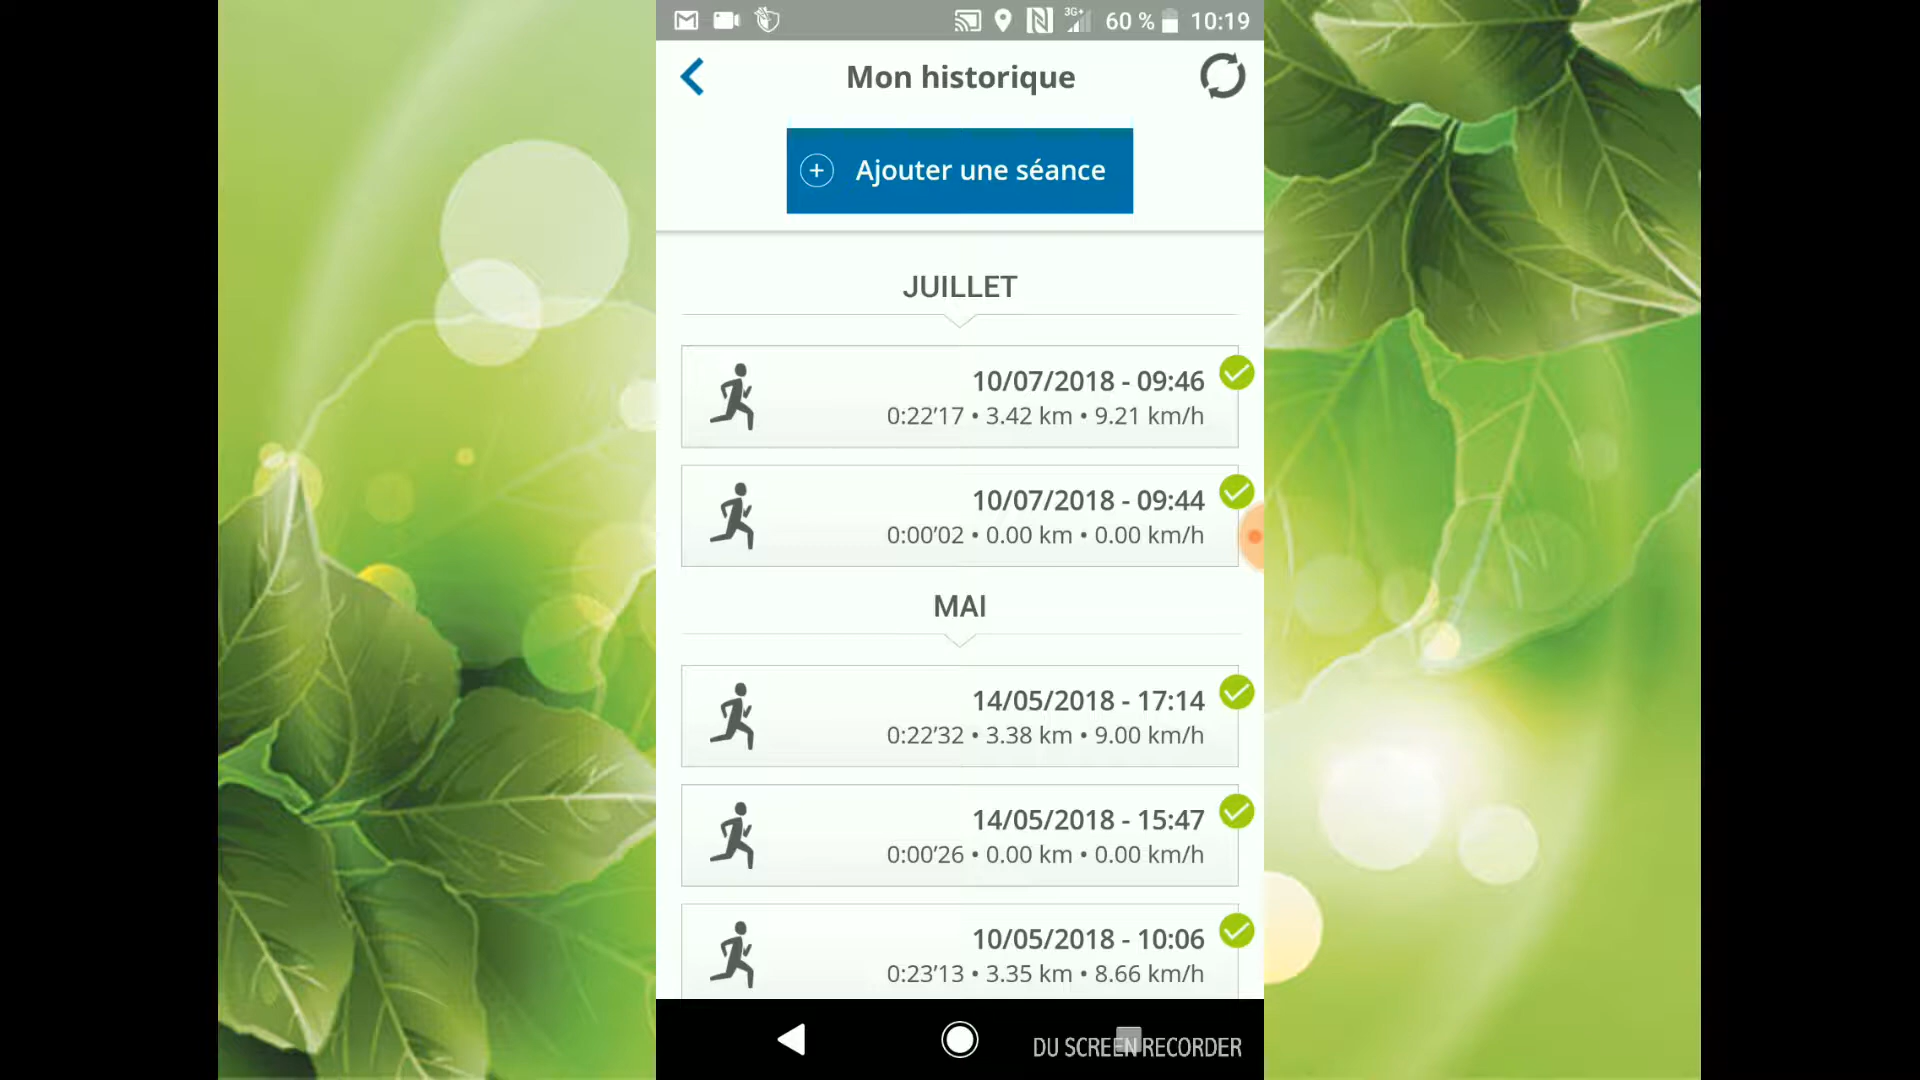 3G+ 60 % 10:19
Mon historique
+ Ajouter une séance
JUILLET
10/07/2018 - 09:46
0:22’17 • 3.42 km • 9.21 km/h
10/07/2018 - 09:44
0:00’02 • 0.00 km • 0.00 km/h
MAI
14/05/2018 - 17:14
0:22’32 • 3.38 km • 9.00 km/h
14/05/2018 - 15:47
0:00’26 • 0.00 km • 0.00 km/h
10/05/2018 - 10:06
0:23’13 • 3.35 km • 8.66 km/h
DU SCREEN RECORDER